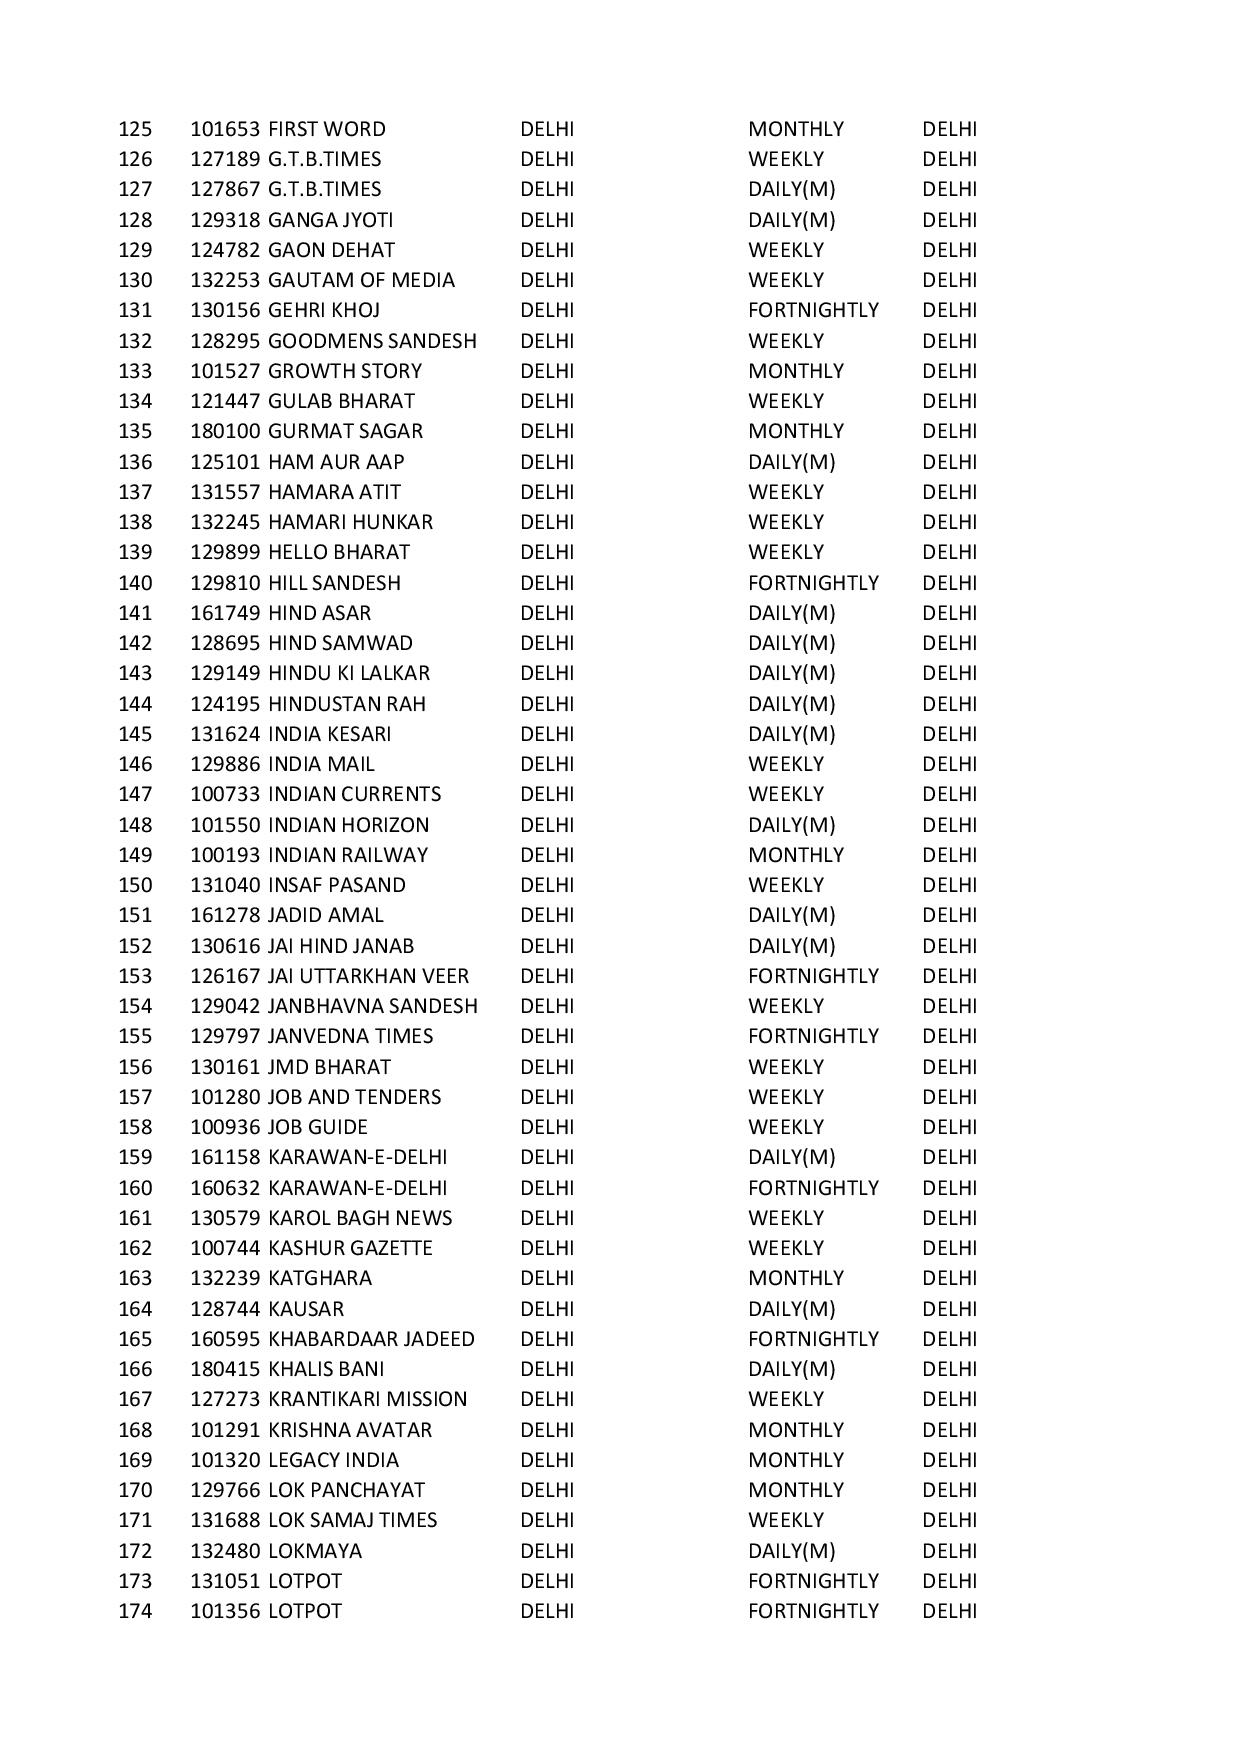 125 101653 FIRST WORD DELHI MONTHLY DELHI
126 127189 G.T.B.TIMES DELHI WEEKLY DELHI
127 127867 G.T.B.TIMES DELHI DAILY(M) DELHI
128 129318 GANGA JYOTI DELHI DAILY(M) DELHI
129 124782 GAON DEHAT DELHI WEEKLY DELHI
130 132253 GAUTAM OF MEDIA DELHI WEEKLY DELHI
131 130156 GEHRI KHOJ DELHI FORTNIGHTLY DELHI
132 128295 GOODMENS SANDESH DELHI WEEKLY DELHI
133 101527 GROWTH STORY DELHI MONTHLY DELHI
134 121447 GULAB BHARAT DELHI WEEKLY DELHI
135 180100 GURMAT SAGAR DELHI MONTHLY DELHI
136 125101 HAM AUR AAP DELHI DAILY(M) DELHI
137 131557 HAMARA ATIT DELHI WEEKLY DELHI
138 132245 HAMARI HUNKAR DELHI WEEKLY DELHI
139 129899 HELLO BHARAT DELHI WEEKLY DELHI
140 129810 HILL SANDESH DELHI FORTNIGHTLY DELHI
141 161749 HIND ASAR DELHI DAILY(M) DELHI
142 128695 HIND SAMWAD DELHI DAILY(M) DELHI
143 129149 HINDU KI LALKAR DELHI DAILY(M) DELHI
144 124195 HINDUSTAN RAH DELHI DAILY(M) DELHI
145 131624 INDIA KESARI DELHI DAILY(M) DELHI
146 129886 INDIA MAIL DELHI WEEKLY DELHI
147 100733 INDIAN CURRENTS DELHI WEEKLY DELHI
148 101550 INDIAN HORIZON DELHI DAILY(M) DELHI
149 100193 INDIAN RAILWAY DELHI MONTHLY DELHI
150 131040 INSAF PASAND DELHI WEEKLY DELHI
151 161278 JADID AMAL DELHI DAILY(M) DELHI
152 130616 JAI HIND JANAB DELHI DAILY(M) DELHI
153 126167 JAI UTTARKHAN VEER DELHI FORTNIGHTLY DELHI
154 129042 JANBHAVNA SANDESH DELHI WEEKLY DELHI
155 129797 JANVEDNA TIMES DELHI FORTNIGHTLY DELHI
156 130161 JMD BHARAT DELHI WEEKLY DELHI
157 101280 JOB AND TENDERS DELHI WEEKLY DELHI
158 100936 JOB GUIDE DELHI WEEKLY DELHI
159 161158 KARAWAN-E-DELHI DELHI DAILY(M) DELHI
160 160632 KARAWAN-E-DELHI DELHI FORTNIGHTLY DELHI
161 130579 KAROL BAGH NEWS DELHI WEEKLY DELHI
162 100744 KASHUR GAZETTE DELHI WEEKLY DELHI
163 132239 KATGHARA DELHI MONTHLY DELHI
164 128744 KAUSAR DELHI DAILY(M) DELHI
165 160595 KHABARDAAR JADEED DELHI FORTNIGHTLY DELHI
166 180415 KHALIS BANI DELHI DAILY(M) DELHI
167 127273 KRANTIKARI MISSION DELHI WEEKLY DELHI
168 101291 KRISHNA AVATAR DELHI MONTHLY DELHI
169 101320 LEGACY INDIA DELHI MONTHLY DELHI
170 129766 LOK PANCHAYAT DELHI MONTHLY DELHI
171 131688 LOK SAMAJ TIMES DELHI WEEKLY DELHI
172 132480 LOKMAYA DELHI DAILY(M) DELHI
173 131051 LOTPOT DELHI FORTNIGHTLY DELHI
174 101356 LOTPOT DELHI FORTNIGHTLY DELHI